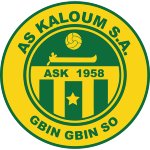 AS KALOUM S.A.
ASK 1958
GBIN GBIN SO